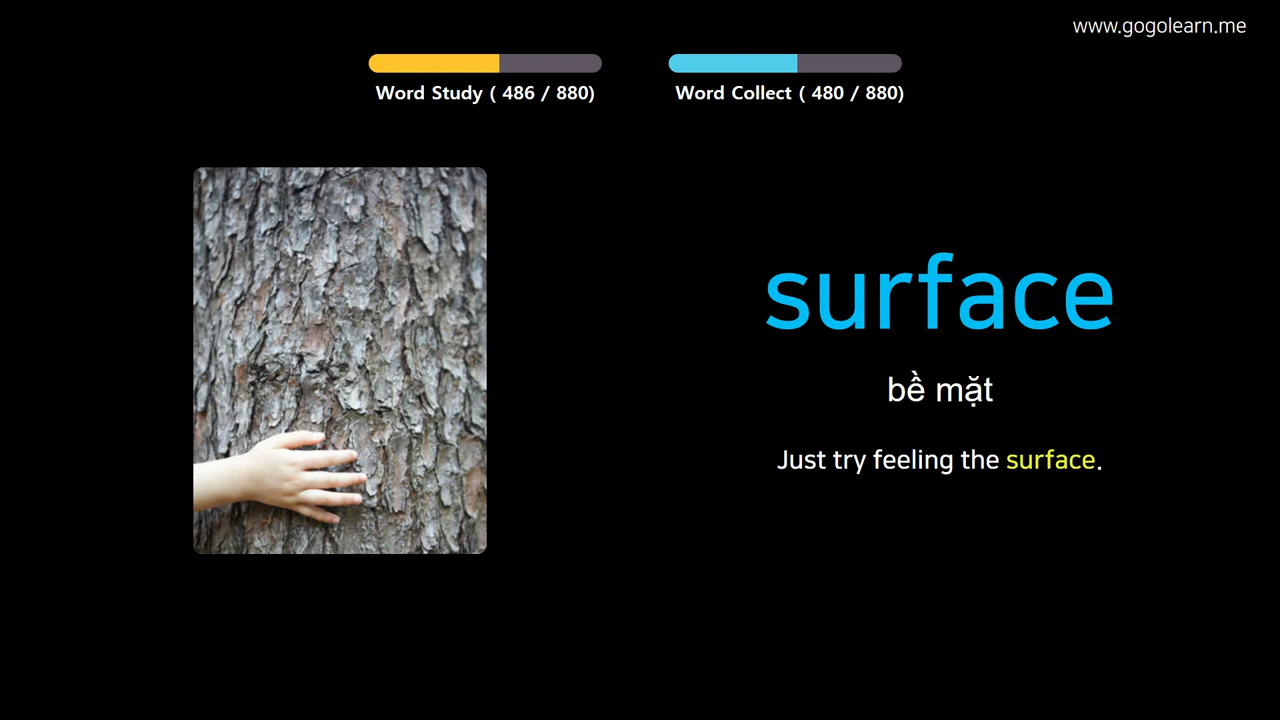 www.gogolearn.me
Word Study ( 486 / 880)
Word Collect ( 480 / 880)
surface
bề mặt
Just try feeling the surface.